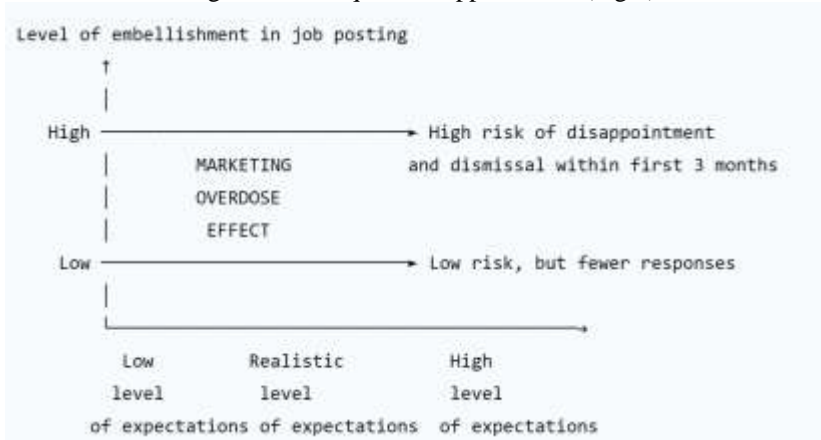 Level of embellishment in job posting
High
High risk of disappointment
MARKETING
and dismissal within first 3 months
OVERDOSE
EFFECT
Low
Low risk, but fewer responses
Low Realistic High
level level level
of expectations of expectations of expectations